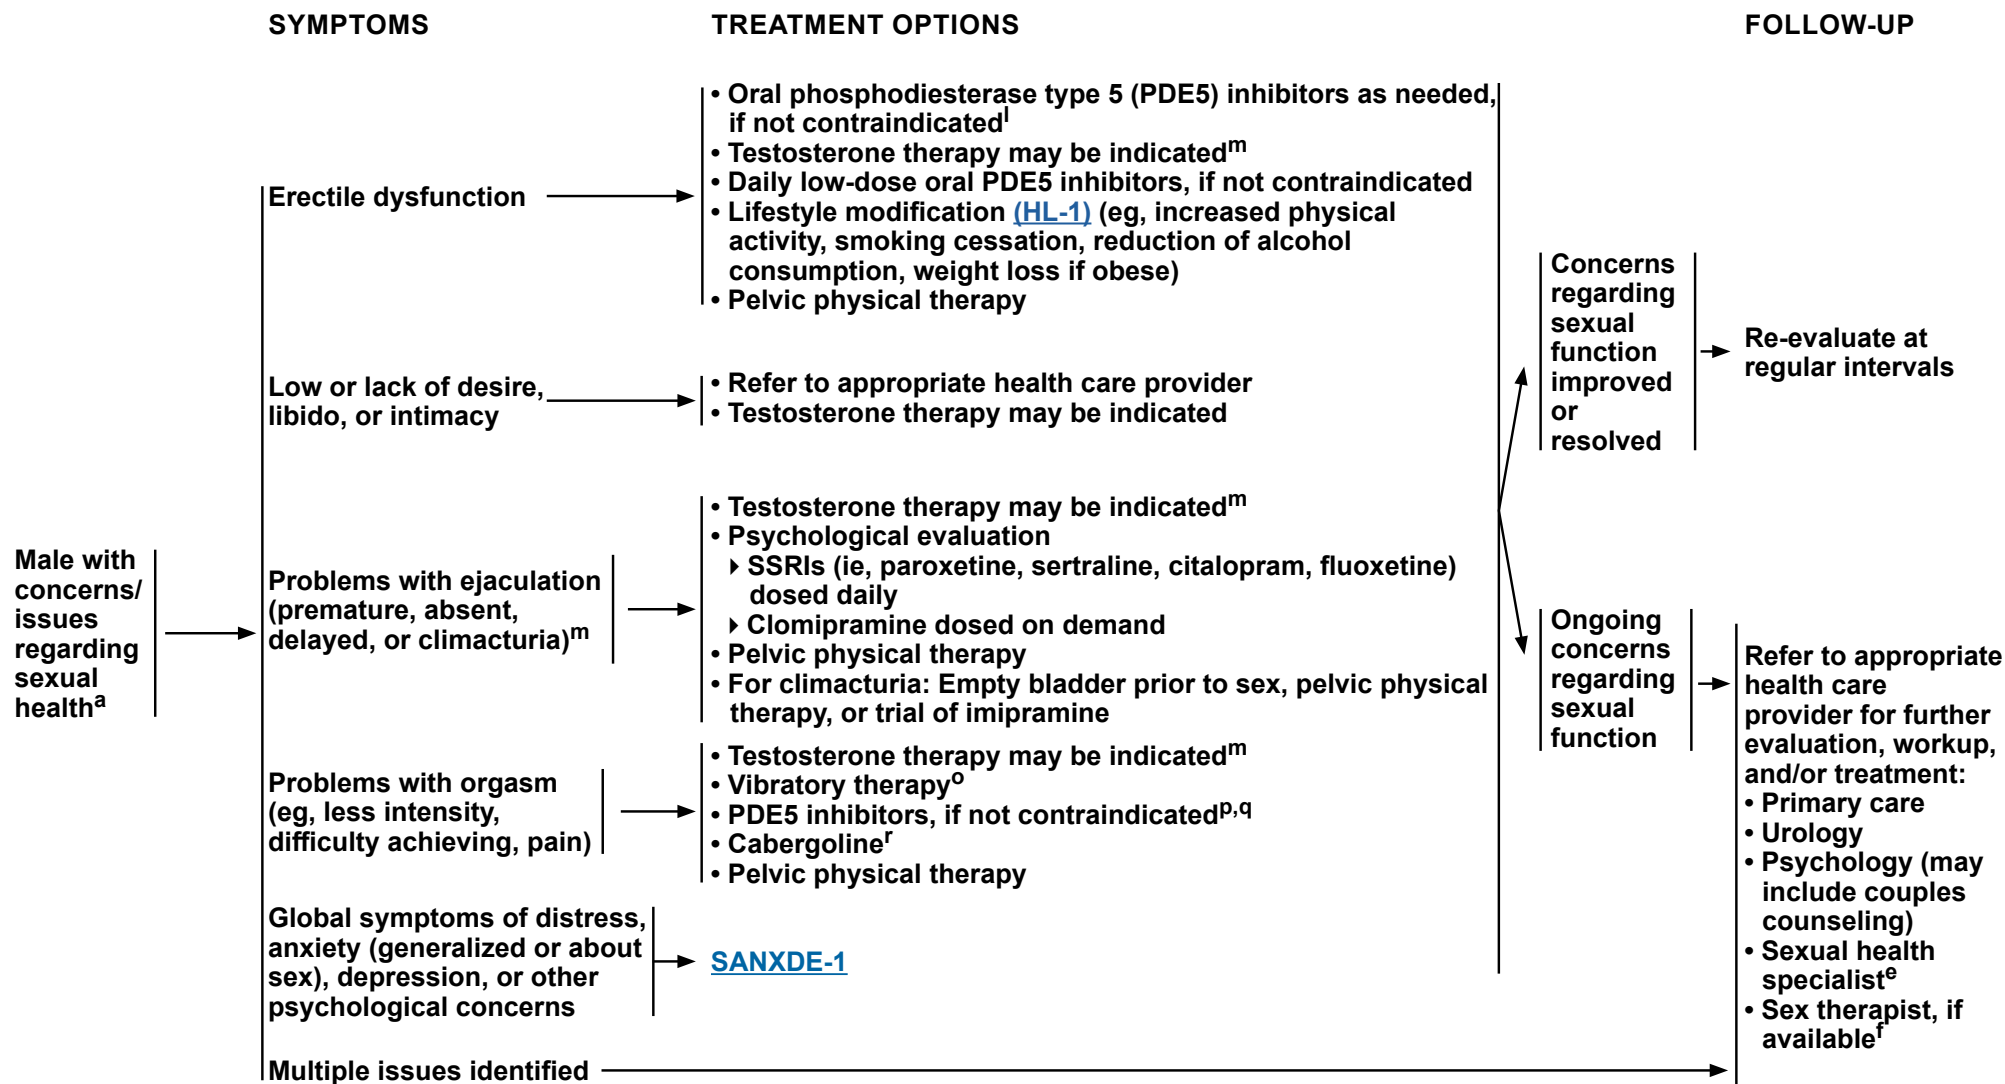 SYMPTOMS
TREATMENT OPTIONS
FOLLOW-UP
Male with
concerns/
issues
regarding
sexual
healthᵃ
Erectile dysfunction
• Oral phosphodiesterase type 5 (PDE5) inhibitors as needed,
if not contraindicatedˡ
• Testosterone therapy may be indicatedᵐ
• Daily low-dose oral PDE5 inhibitors, if not contraindicated
• Lifestyle modification (HL-1) (eg, increased physical
activity, smoking cessation, reduction of alcohol
consumption, weight loss if obese)
• Pelvic physical therapy
Low or lack of desire,
libido, or intimacy
• Refer to appropriate health care provider
• Testosterone therapy may be indicated
Problems with ejaculation
(premature, absent,
delayed, or climacturia)ᵐ
• Testosterone therapy may be indicatedᵐ
• Psychological evaluation
▸ SSRIs (ie, paroxetine, sertraline, citalopram, fluoxetine)
dosed daily
▸ Clomipramine dosed on demand
• Pelvic physical therapy
• For climacturia: Empty bladder prior to sex, pelvic physical
therapy, or trial of imipramine
Problems with orgasm
(eg, less intensity,
difficulty achieving, pain)
• Testosterone therapy may be indicatedᵐ
• Vibratory therapyᵒ
• PDE5 inhibitors, if not contraindicatedᵖ,q
• Cabergolineʳ
• Pelvic physical therapy
Global symptoms of distress,
anxiety (generalized or about
sex), depression, or other
psychological concerns
SANXDE-1
Multiple issues identified
Concerns
regarding
sexual
function
improved
or
resolved
Re-evaluate at
regular intervals
Ongoing
concerns
regarding
sexual
function
Refer to appropriate
health care
provider for further
evaluation, workup,
and/or treatment:
• Primary care
• Urology
• Psychology (may
include couples
counseling)
• Sexual health
specialistᵉ
• Sex therapist, if
availableᶠ